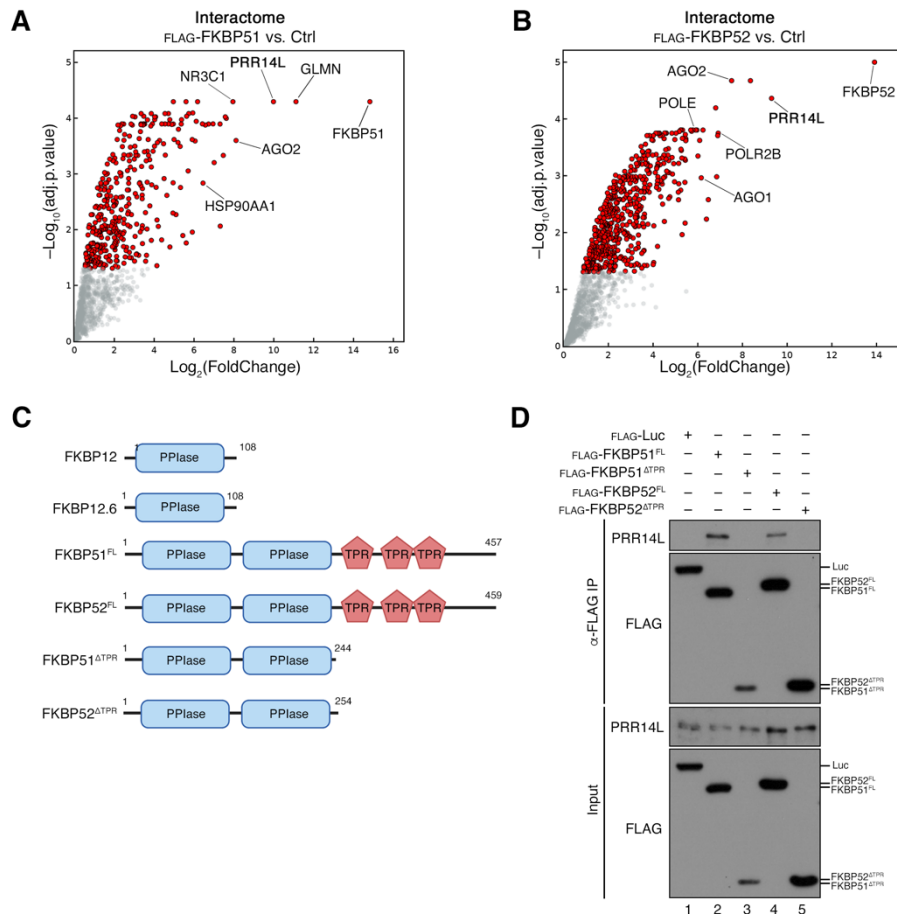 A
Interactome
FLAG-FKBP51 vs. Ctrl
5
4
3
2
1
0
–Log10(adj.p.value)
NR3C1
PRR14L
GLMN
FKBP51
AGO2
HSP90AA1
0 2 4 6 8 10 12 14 16
Log2(FoldChange)
B
Interactome
FLAG-FKBP52 vs. Ctrl
5
4
3
2
1
0
–Log10(adj.p.value)
AGO2
FKBP52
POLE
PRR14L
POLR2B
AGO1
0 2 4 6 8 10 12 14
Log2(FoldChange)
C
FKBP12 1 PPIase 108
FKBP12.6 1 PPIase 108
FKBP51FL 1 PPIase PPIase TPR TPR TPR 457
FKBP52FL 1 PPIase PPIase TPR TPR TPR 459
FKBP51ΔTPR 1 PPIase PPIase 244
FKBP52ΔTPR 1 PPIase PPIase 254
D
FLAG-Luc + – – – –
FLAG-FKBP51FL – + – – –
FLAG-FKBP51ΔTPR – – + – –
FLAG-FKBP52FL – – – + –
FLAG-FKBP52ΔTPR – – – – +
α-FLAG IP
PRR14L
FLAG
Luc
FKBP52FL
FKBP51FL
FKBP52ΔTPR
FKBP51ΔTPR
Input
PRR14L
FLAG
Luc
FKBP52FL
FKBP51FL
FKBP52ΔTPR
FKBP51ΔTPR
1 2 3 4 5